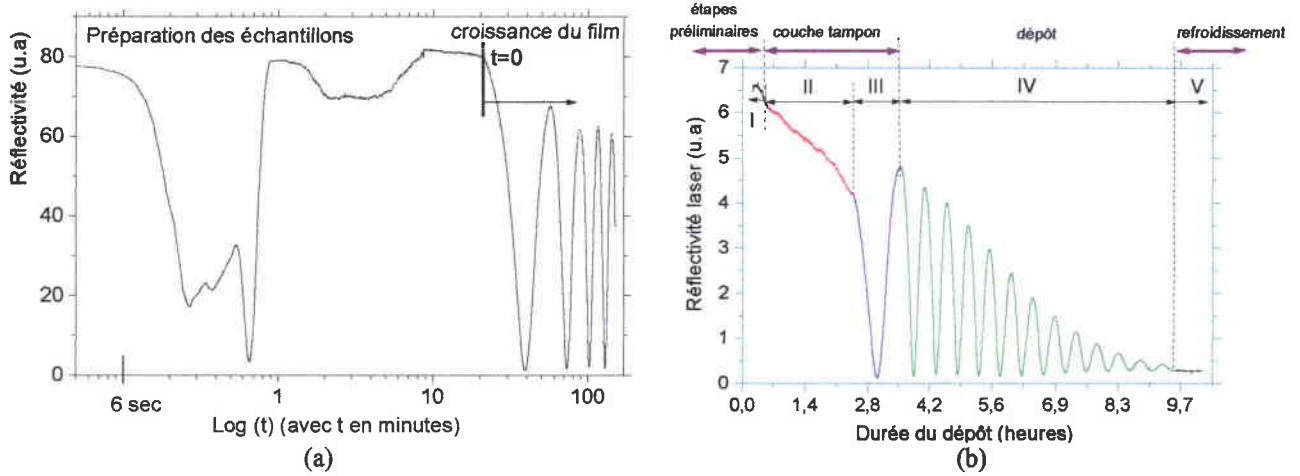 (a)
Préparation des échantillons
croissance du film
t=0
Réflectivité (u.a)
80
60
40
20
0
6 sec
1
10
100
Log (t) (avec t en minutes)
(a)
étapes
préliminaires
couche tampon
dépôt
refroidissement
I
II
III
IV
V
Réflectivité laser (u.a)
7
6
5
4
3
2
1
0
0,0
1,4
2,8
4,2
5,6
6,9
8,3
9,7
Durée du dépôt (heures)
(b)